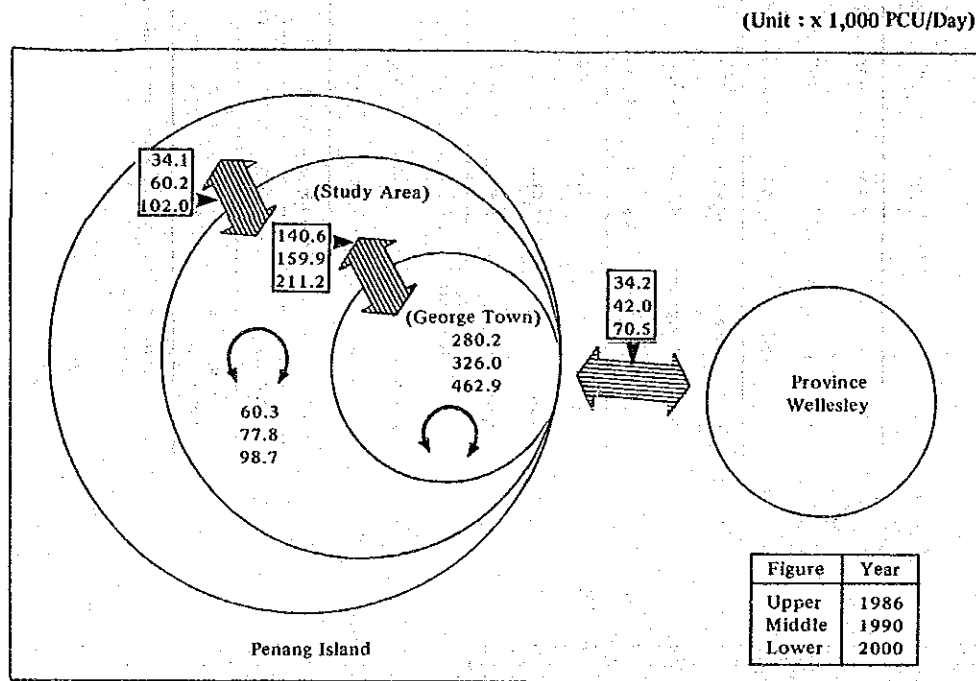 (Unit : x 1,000 PCU/Day)
34.1
60.2
102.0
(Study Area)
140.6
159.9
211.2
34.2
42.0
70.5
(George Town)
280.2
326.0
462.9
60.3
77.8
98.7
Province
Wellesley
Figure Year
Upper 1986
Middle 1990
Lower 2000
Penang Island